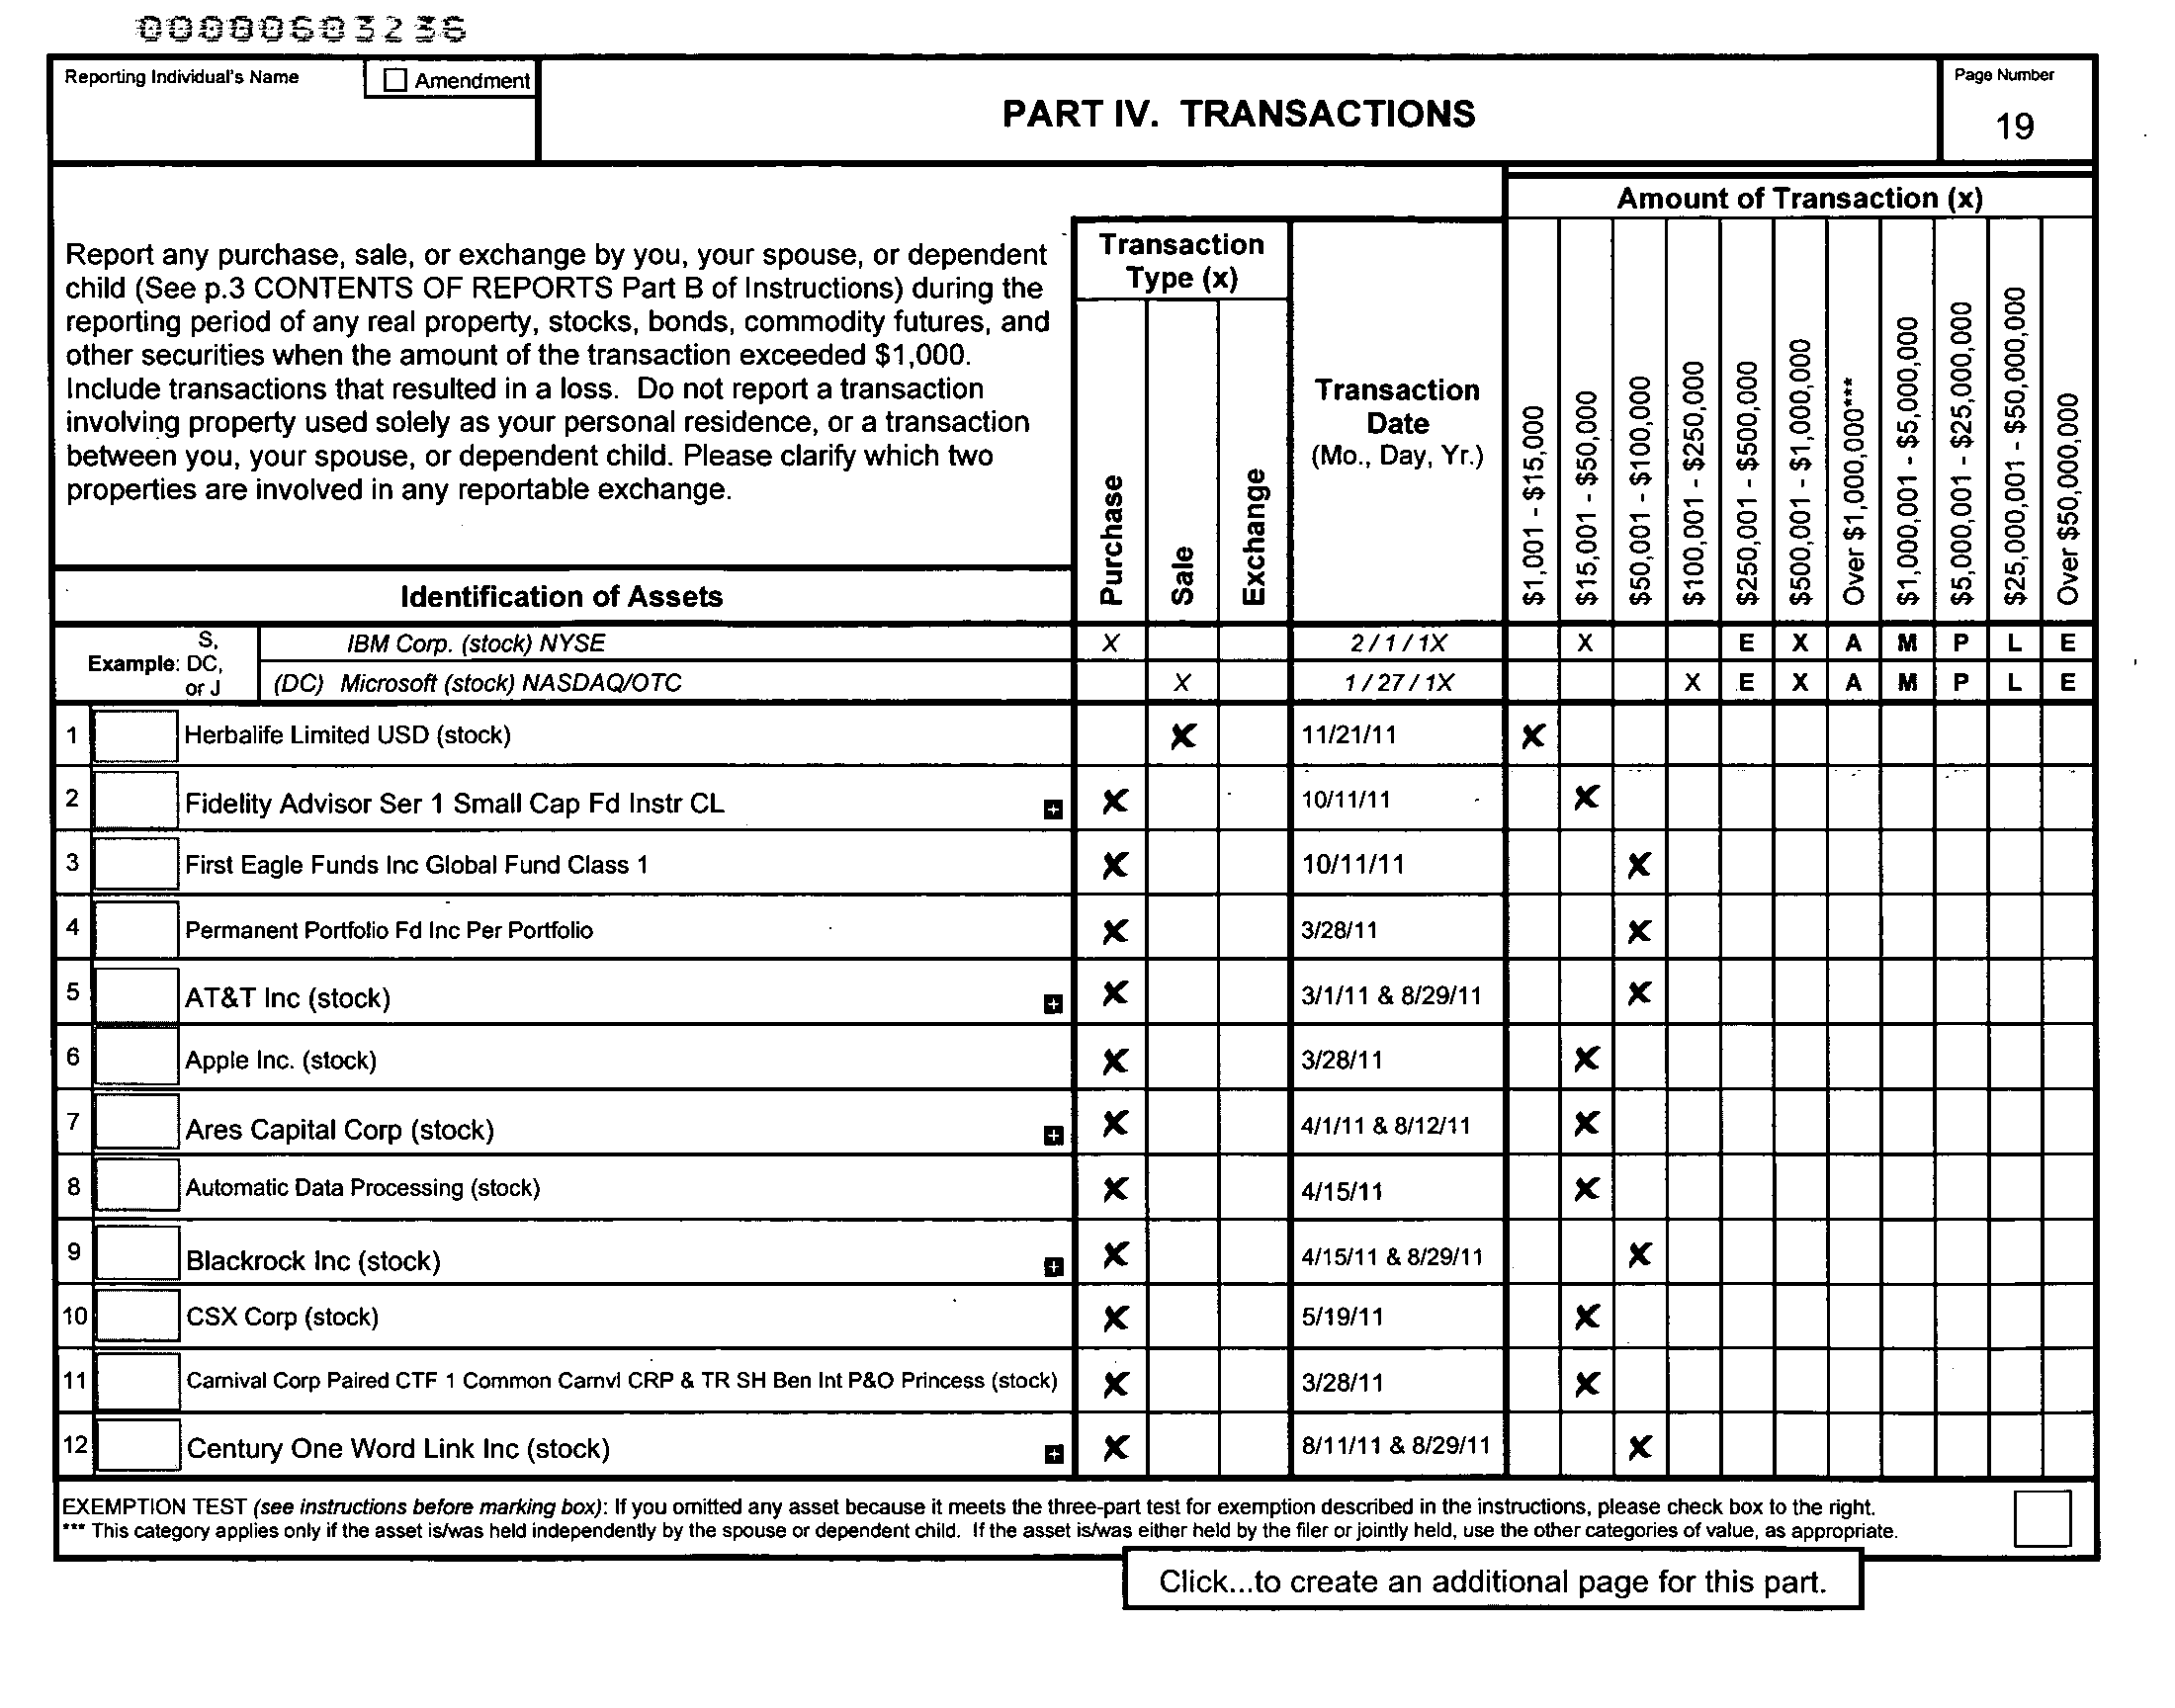 00000603236
Reporting Individual's Name
Amendment
PART IV. TRANSACTIONS
Page Number
19
Report any purchase, sale, or exchange by you, your spouse, or dependent
child (See p.3 CONTENTS OF REPORTS Part B of Instructions) during the
reporting period of any real property, stocks, bonds, commodity futures, and
other securities when the amount of the transaction exceeded $1,000.
Include transactions that resulted in a loss. Do not report a transaction
involving property used solely as your personal residence, or a transaction
between you, your spouse, or dependent child. Please clarify which two
properties are involved in any reportable exchange.
Transaction
Type (x)
Purchase
Sale
Exchange
Transaction
Date
(Mo., Day, Yr.)
Amount of Transaction (x)
$1,001 - $15,000
$15,001 - $50,000
$50,001 - $100,000
$100,001 - $250,000
$250,001 - $500,000
$500,001 - $1,000,000
Over $1,000,000***
$1,000,001 - $5,000,000
$5,000,001 - $25,000,000
$25,000,001 - $50,000,000
Over $50,000,000
Identification of Assets
Example:
S,
DC,
or J
IBM Corp. (stock) NYSE X 2 / 1 / 1X X E X A M P L E
(DC) Microsoft (stock) NASDAQ/OTC X 1 / 27 / 1X X E X A M P L E
1 Herbalife Limited USD (stock) X 11/21/11 X
2 Fidelity Advisor Ser 1 Small Cap Fd Instr CL + X 10/11/11 X
3 First Eagle Funds Inc Global Fund Class 1 X 10/11/11 X
4 Permanent Portfolio Fd Inc Per Portfolio X 3/28/11 X
5 AT&T Inc (stock) + X 3/1/11 & 8/29/11 X
6 Apple Inc. (stock) X 3/28/11 X
7 Ares Capital Corp (stock) + X 4/1/11 & 8/12/11 X
8 Automatic Data Processing (stock) X 4/15/11 X
9 Blackrock Inc (stock) + X 4/15/11 & 8/29/11 X
10 CSX Corp (stock) X 5/19/11 X
11 Carnival Corp Paired CTF 1 Common Carnvl CRP & TR SH Ben Int P&O Princess (stock) X 3/28/11 X
12 Century One Word Link Inc (stock) + X 8/11/11 & 8/29/11 X
EXEMPTION TEST (see instructions before marking box): If you omitted any asset because it meets the three-part test for exemption described in the instructions, please check box to the right.
*** This category applies only if the asset is/was held independently by the spouse or dependent child. If the asset is/was either held by the filer or jointly held, use the other categories of value, as appropriate.
Click...to create an additional page for this part.